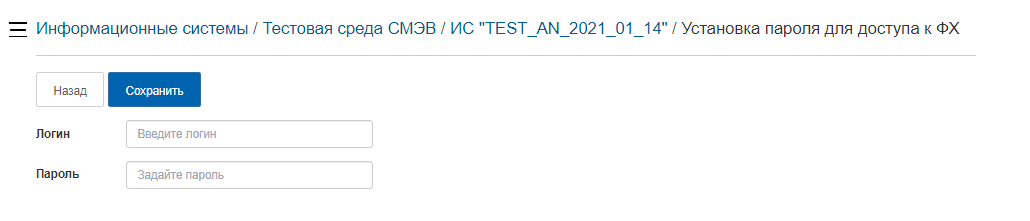 Информационные системы / Тестовая среда СМЭВ / ИС "TEST_AN_2021_01_14" / Установка пароля для доступа к ФХ
Назад Сохранить
Логин Введите логин
Пароль Задайте пароль